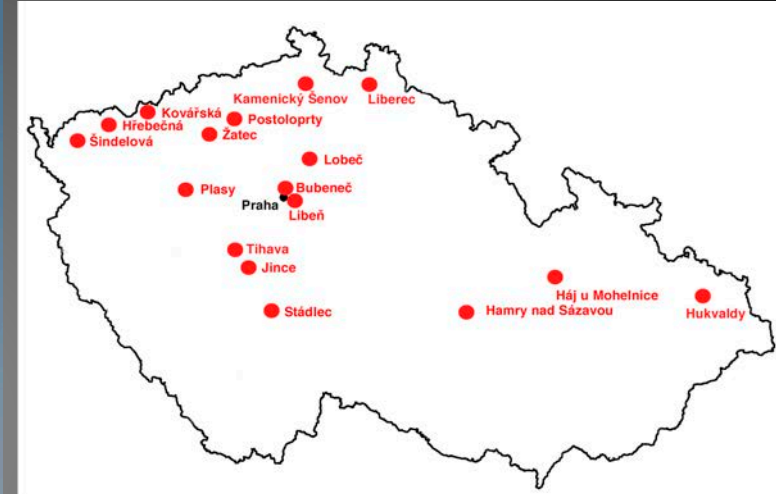 Kamenický Šenov
Liberec
Kovářská
Postoloprty
Hřebečná
Žatec
Šindelová
Lobeč
Plasy
Bubeneč
Praha
Libeň
Tihava
Jince
Háj u Mohelnice
Stádlec
Hamry nad Sázavou
Hukvaldy